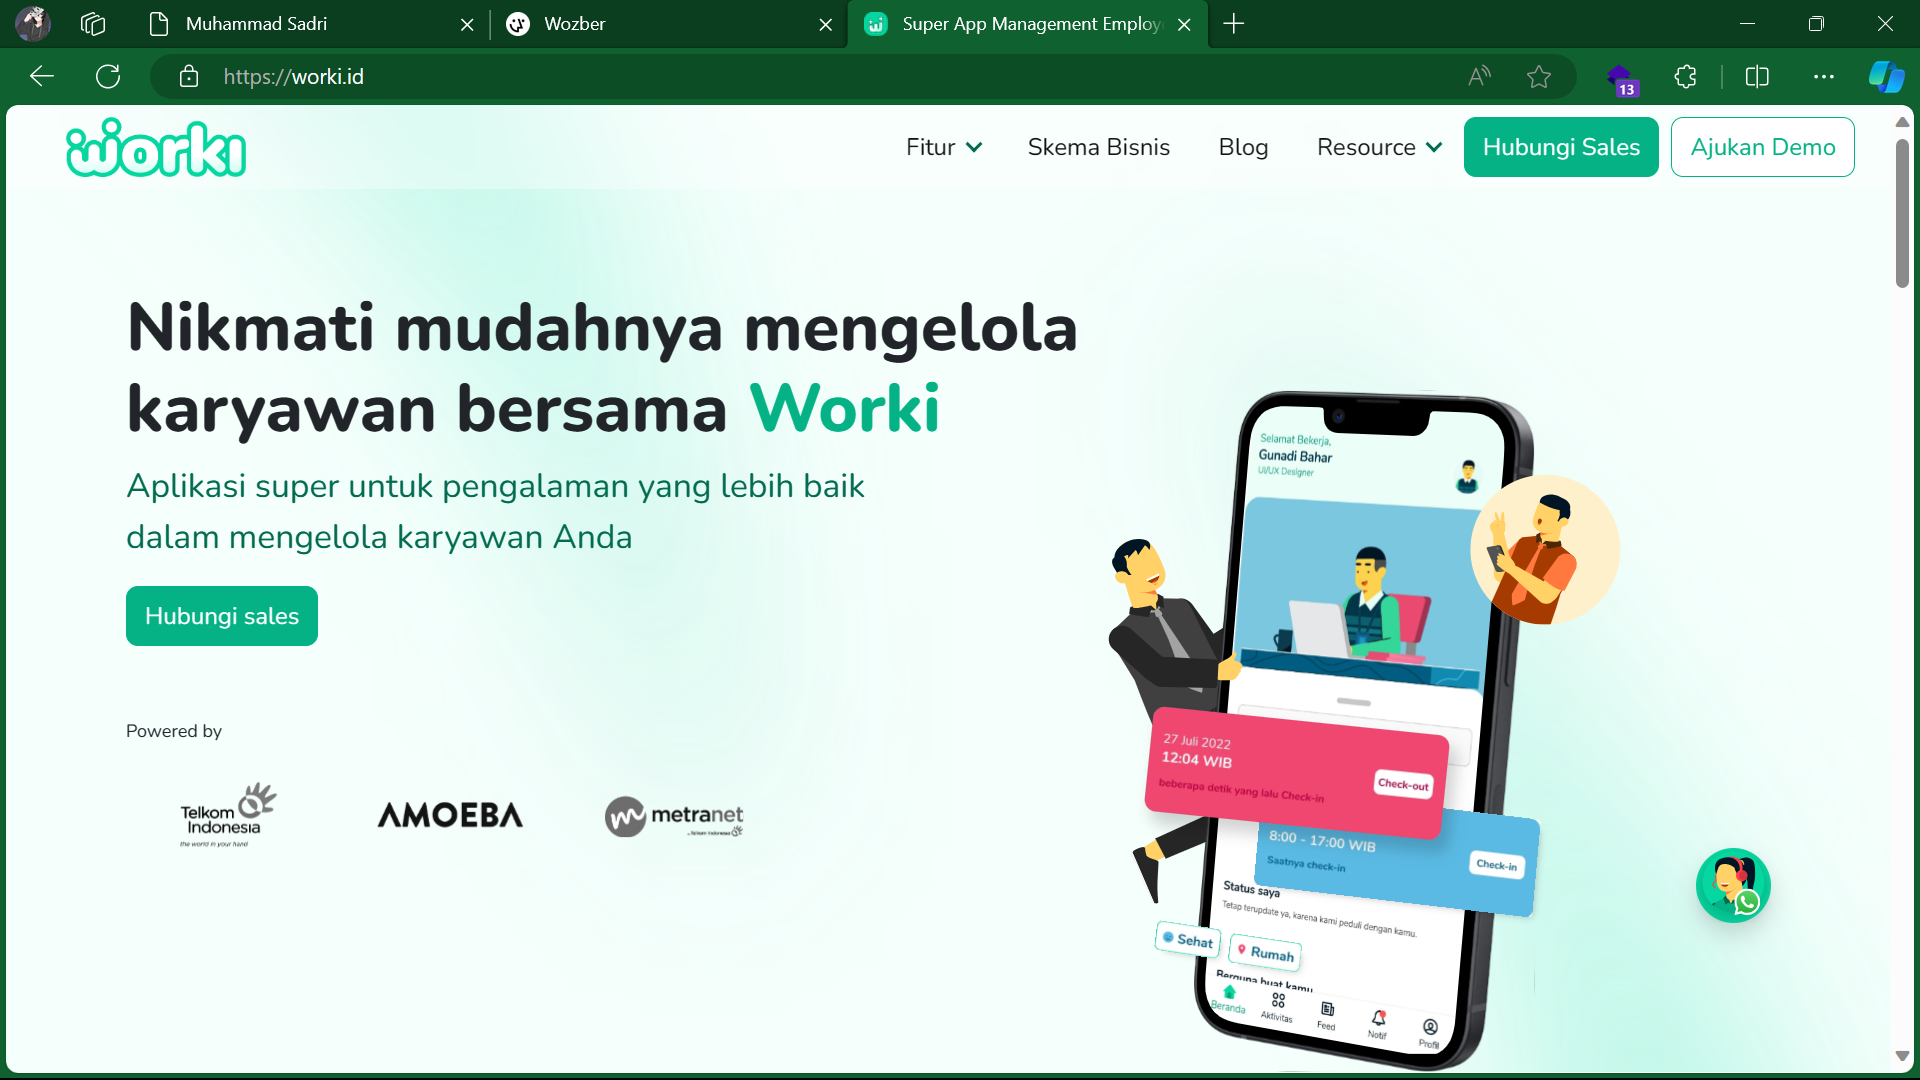 Muhammad Sadri
Wozber
Super App Management Employe
https://worki.id
13
worki
Fitur
Skema Bisnis
Blog
Resource
Hubungi Sales
Ajukan Demo
Nikmati mudahnya mengelola
karyawan bersama Worki
Aplikasi super untuk pengalaman yang lebih baik
dalam mengelola karyawan Anda
Hubungi sales
Powered by
Telkom
Indonesia
the world in your hand
AMOEBA
metranet
by Telkom Indonesia
Selamat Bekerja,
Gunadi Bahar
UI/UX Designer
27 Juli 2022
12:04 WIB
beberapa detik yang lalu Check-in
Check-out
8:00 - 17:00 WIB
Saatnya check-in
Check-in
Status saya
Tetap terupdate ya, karena kami peduli dengan kamu.
Sehat
Rumah
Berguna buat kamu
Beranda
Aktivitas
Feed
Notif
Profil